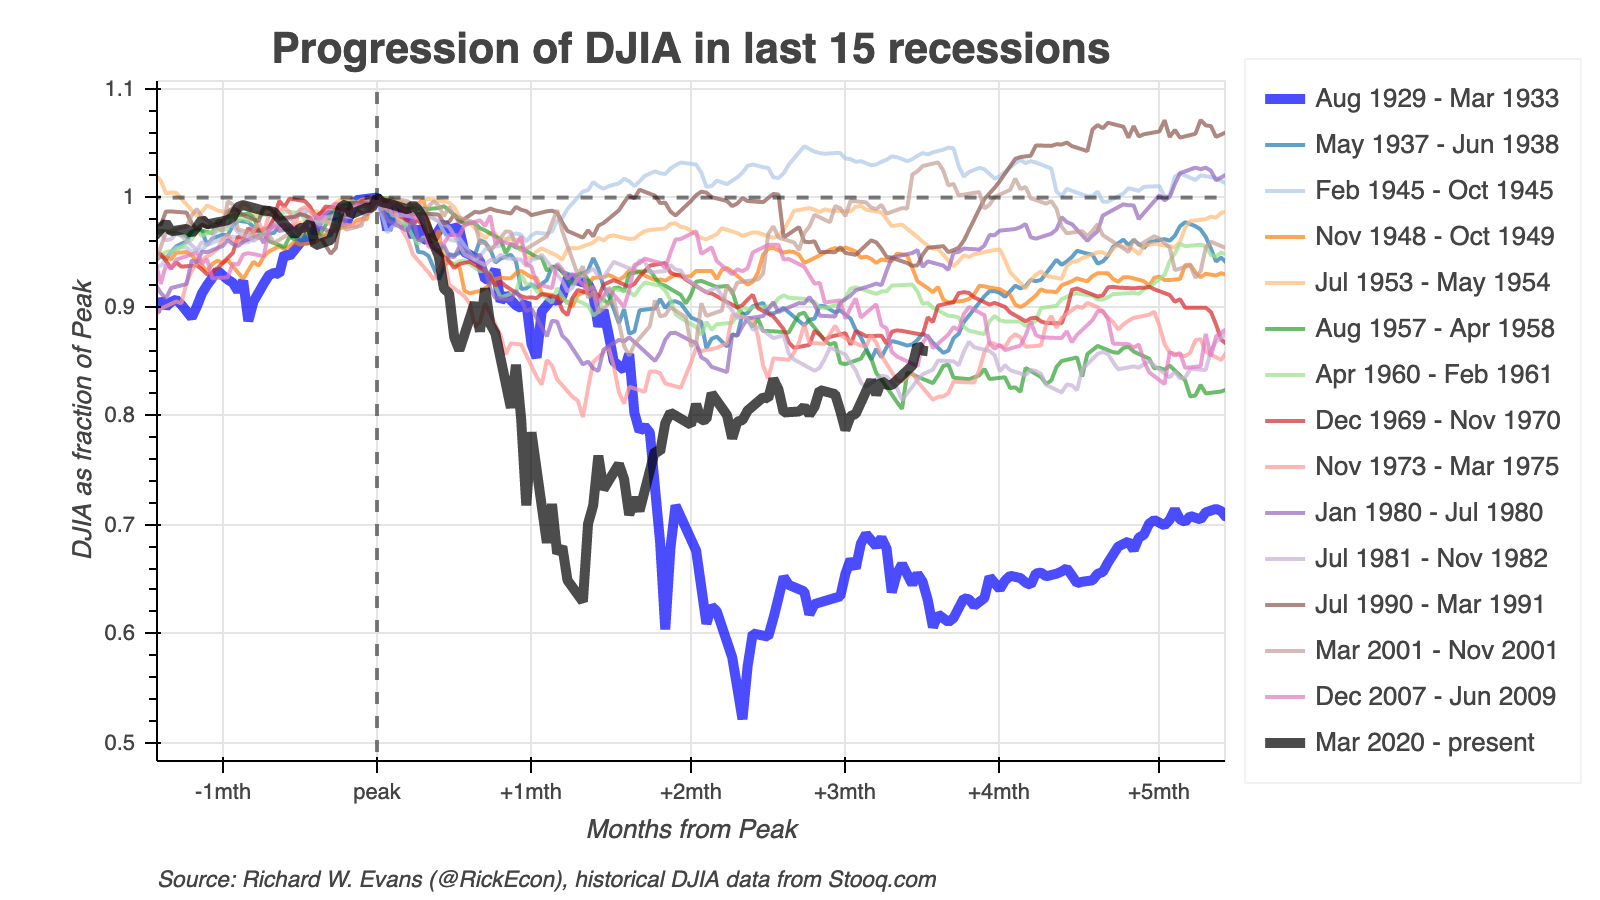 Progression of DJIA in last 15 recessions
1.1
1
0.9
0.8
0.7
0.6
0.5
DJIA as fraction of Peak
-1mth
peak
+1mth
+2mth
+3mth
+4mth
+5mth
Months from Peak
Aug 1929 - Mar 1933
May 1937 - Jun 1938
Feb 1945 - Oct 1945
Nov 1948 - Oct 1949
Jul 1953 - May 1954
Aug 1957 - Apr 1958
Apr 1960 - Feb 1961
Dec 1969 - Nov 1970
Nov 1973 - Mar 1975
Jan 1980 - Jul 1980
Jul 1981 - Nov 1982
Jul 1990 - Mar 1991
Mar 2001 - Nov 2001
Dec 2007 - Jun 2009
Mar 2020 - present
Source: Richard W. Evans (@RickEcon), historical DJIA data from Stooq.com